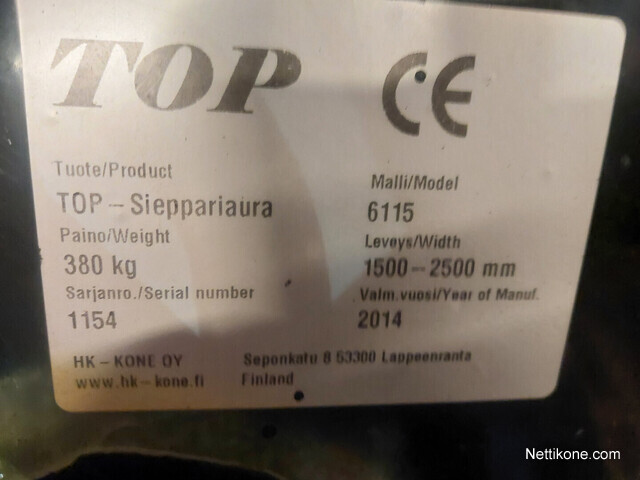 TOP CE
Tuote/Product
Malli/Model
TOP – Sieppariaura
6115
Paino/Weight
Leveys/Width
380 kg
1500–2500 mm
Sarjanro./Serial number
Valm.vuosi/Year of Manuf.
1154
2014
HK – KONE OY
Seponkatu 8 53300 Lappeenranta
www.hk–kone.fi
Finland
Nettikone.com